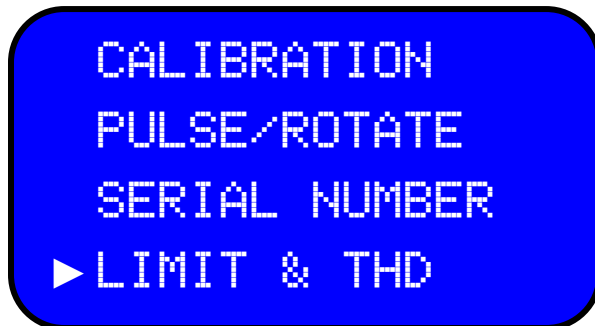 CALIBRATION
PULSE/ROTATE
SERIAL NUMBER
►LIMIT & THD